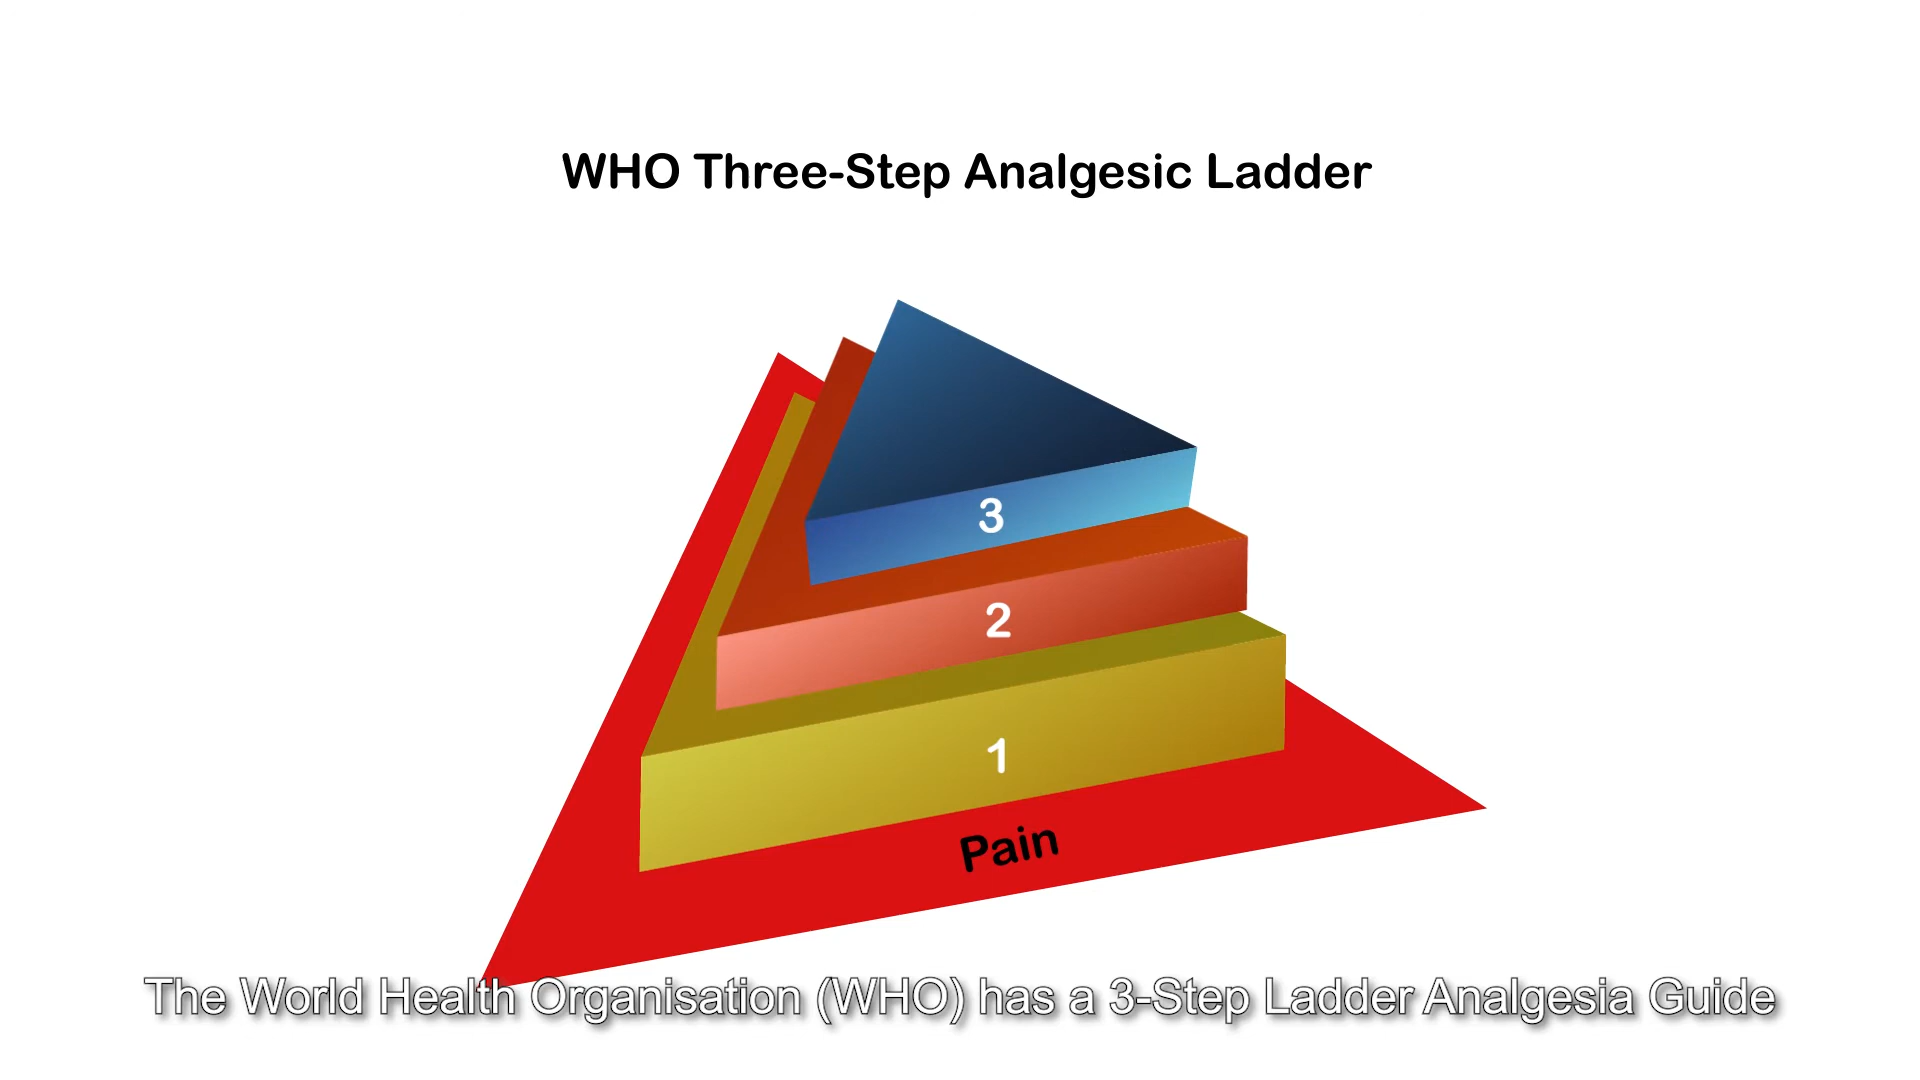 WHO Three-Step Analgesic Ladder
3
2
1
Pain
The World Health Organisation (WHO) has a 3-Step Ladder Analgesia Guide